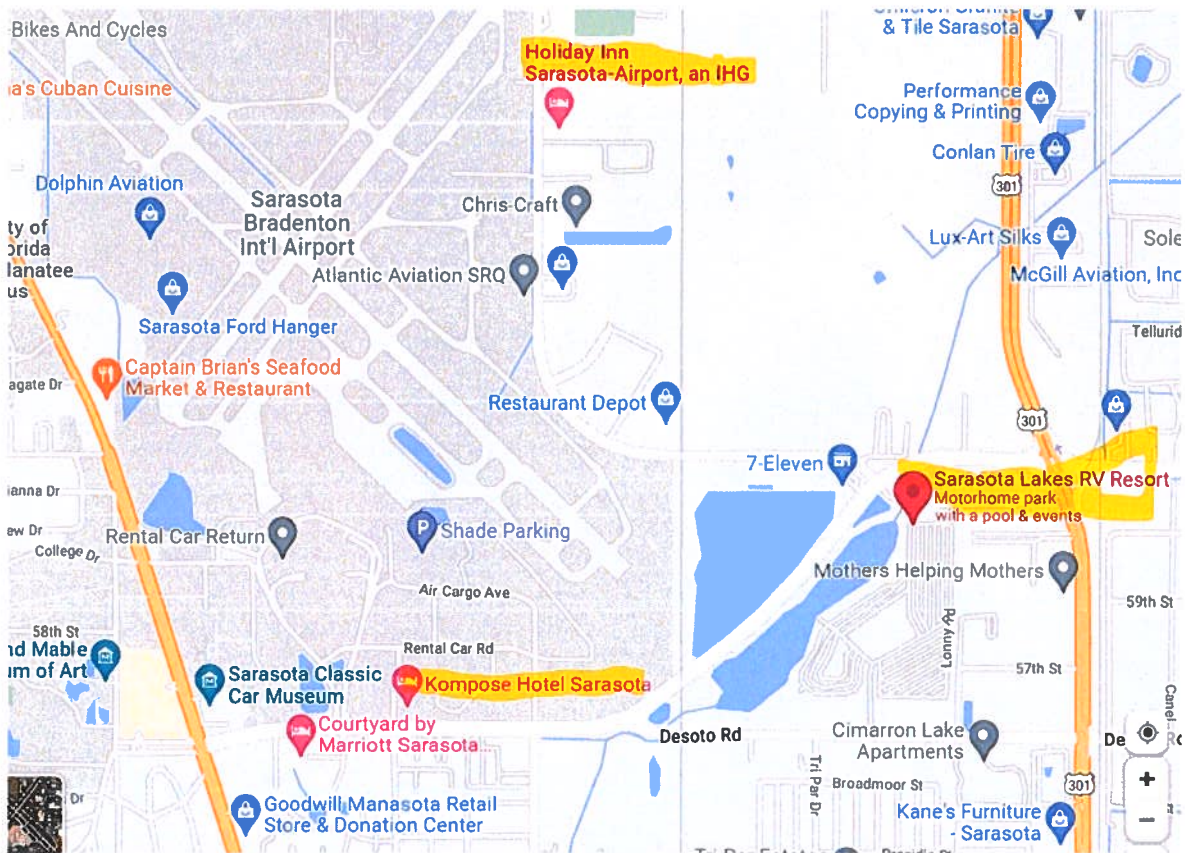 Bikes And Cycles
a's Cuban Cuisine
Holiday Inn
Sarasota-Airport, an IHG
& Tile Sarasota
Performance
Copying & Printing
Conlan Tire
301
Dolphin Aviation
Sarasota
Bradenton
Int'l Airport
Chris-Craft
Lux-Art Silks
Sole
ty of
orida
lanatee
us
Atlantic Aviation SRQ
McGill Aviation, Inc
Sarasota Ford Hanger
Tellurid
Captain Brian's Seafood
Market & Restaurant
agate Dr
Restaurant Depot
301
7-Eleven
Sarasota Lakes RV Resort
Motorhome park
with a pool & events
ianna Dr
ew Dr
College Dr
Rental Car Return
P
Shade Parking
Mothers Helping Mothers
Air Cargo Ave
59th St
58th St
Lonny Ry
nd Mable
um of Art
Rental Car Rd
57th St
Sarasota Classic
Car Museum
Kompose Hotel Sarasota
Courtyard by
Marriott Sarasota...
Desoto Rd
Cimarron Lake
Apartments
De
Tri Par Dr
Broadmoor St
301
+
Dr
Goodwill Manasota Retail
Store & Donation Center
Kane's Furniture
- Sarasota
−